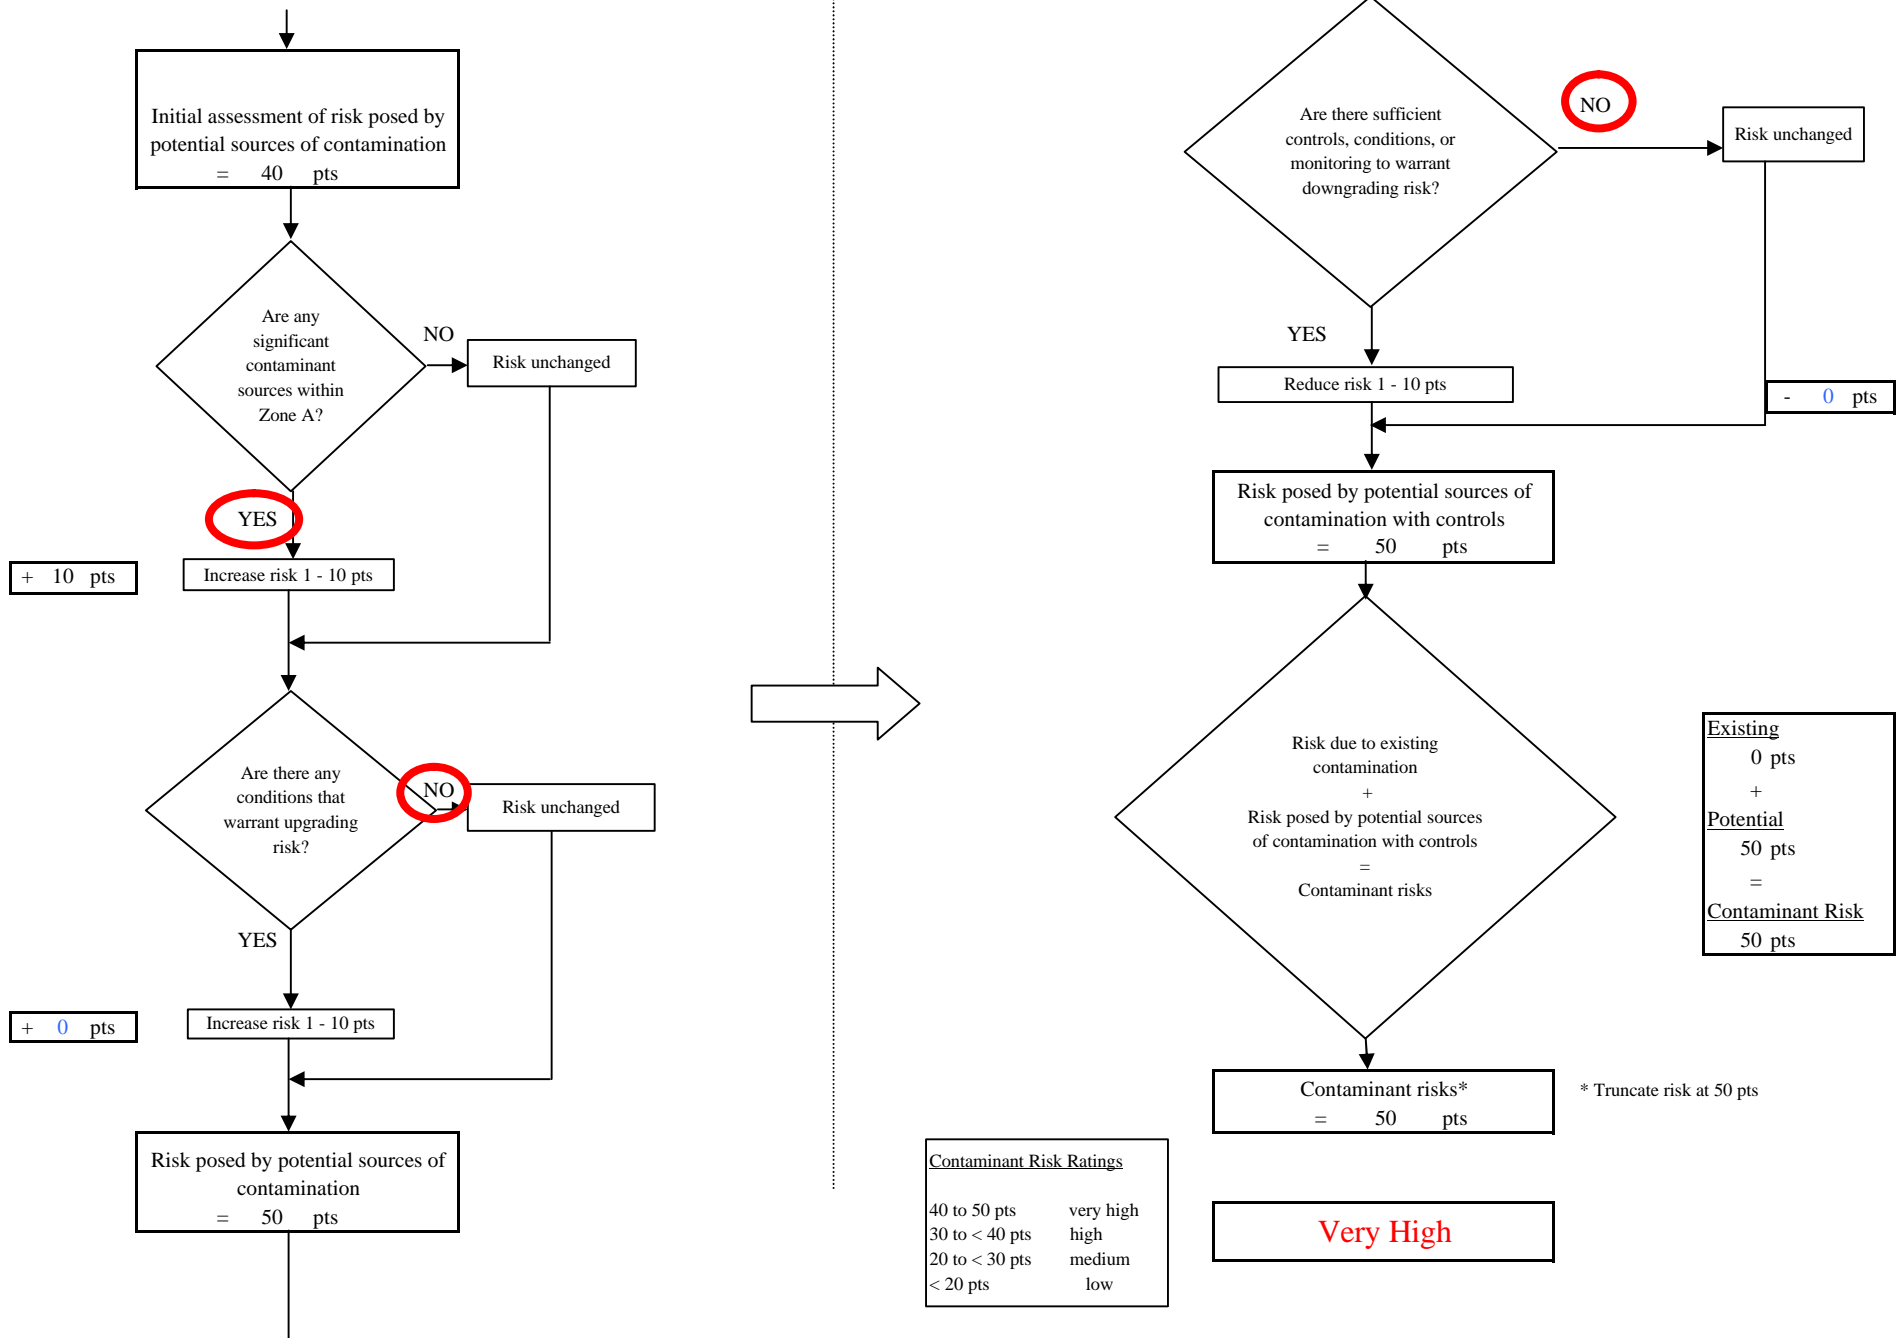 Initial assessment of risk posed by
potential sources of contamination
= 40 pts
Are any
significant
contaminant
sources within
Zone A?
NO
Risk unchanged
YES
+ 10 pts
Increase risk 1 - 10 pts
Are there any
conditions that
warrant upgrading
risk?
NO
Risk unchanged
YES
+ 0 pts
Increase risk 1 - 10 pts
Risk posed by potential sources of
contamination
= 50 pts
Are there sufficient
controls, conditions, or
monitoring to warrant
downgrading risk?
NO
Risk unchanged
YES
Reduce risk 1 - 10 pts
- 0 pts
Risk posed by potential sources of
contamination with controls
= 50 pts
Risk due to existing
contamination
+
Risk posed by potential sources
of contamination with controls
=
Contaminant risks
Existing
0 pts
+
Potential
50 pts
=
Contaminant Risk
50 pts
Contaminant risks*
= 50 pts
* Truncate risk at 50 pts
Contaminant Risk Ratings
40 to 50 pts very high
30 to < 40 pts high
20 to < 30 pts medium
< 20 pts low
Very High